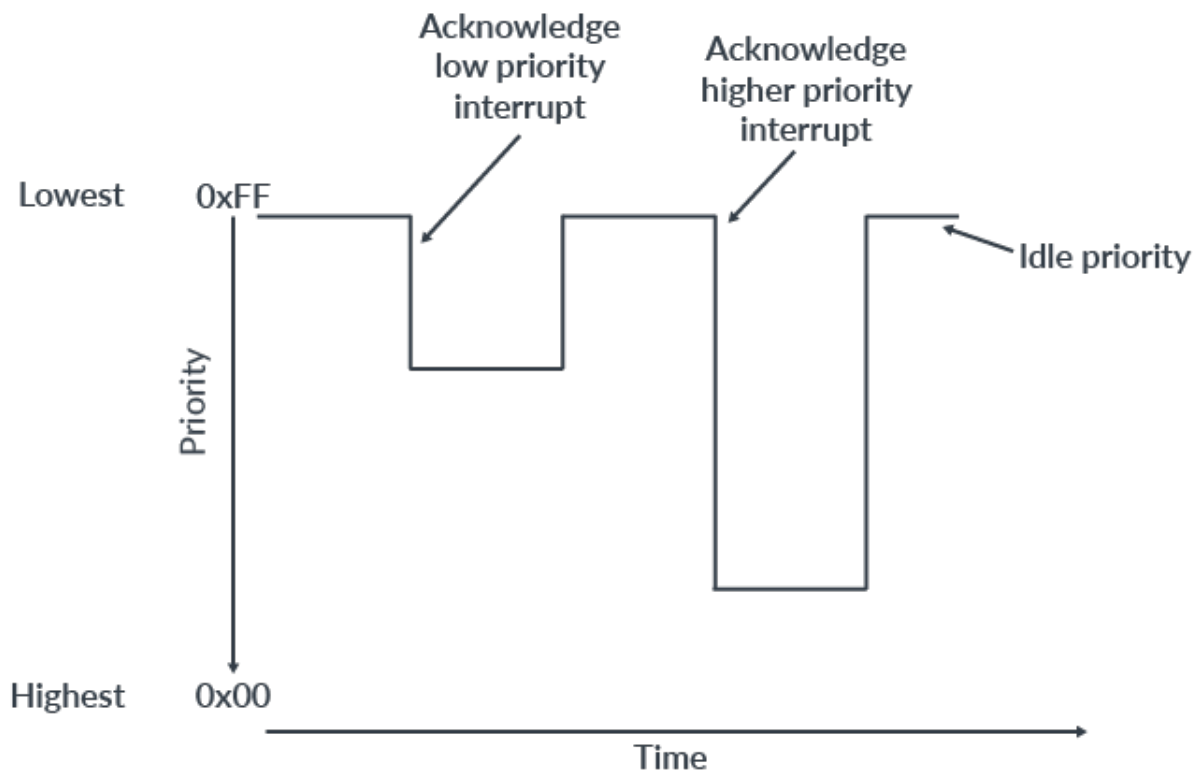 Acknowledge
low priority
interrupt
Acknowledge
higher priority
interrupt
Lowest 0xFF
Idle priority
Priority
Highest 0x00
Time